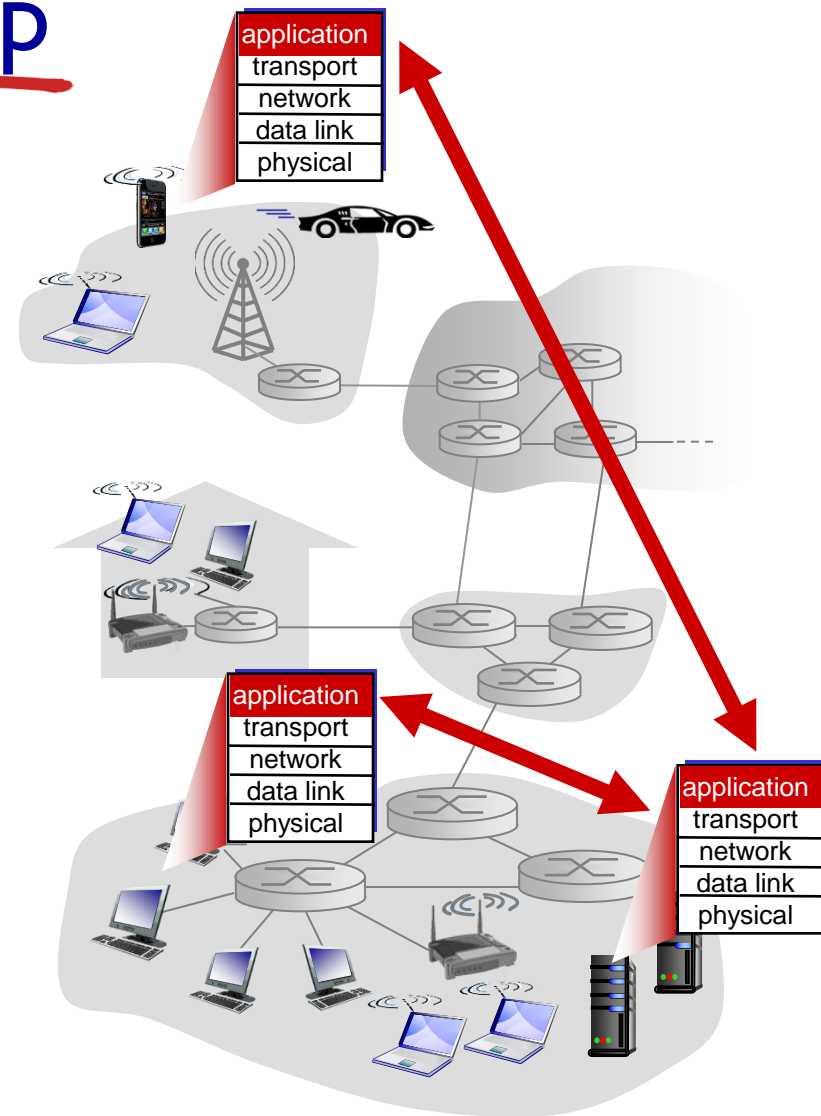 p
application
transport
network
data link
physical
application
transport
network
data link
physical
application
transport
network
data link
physical